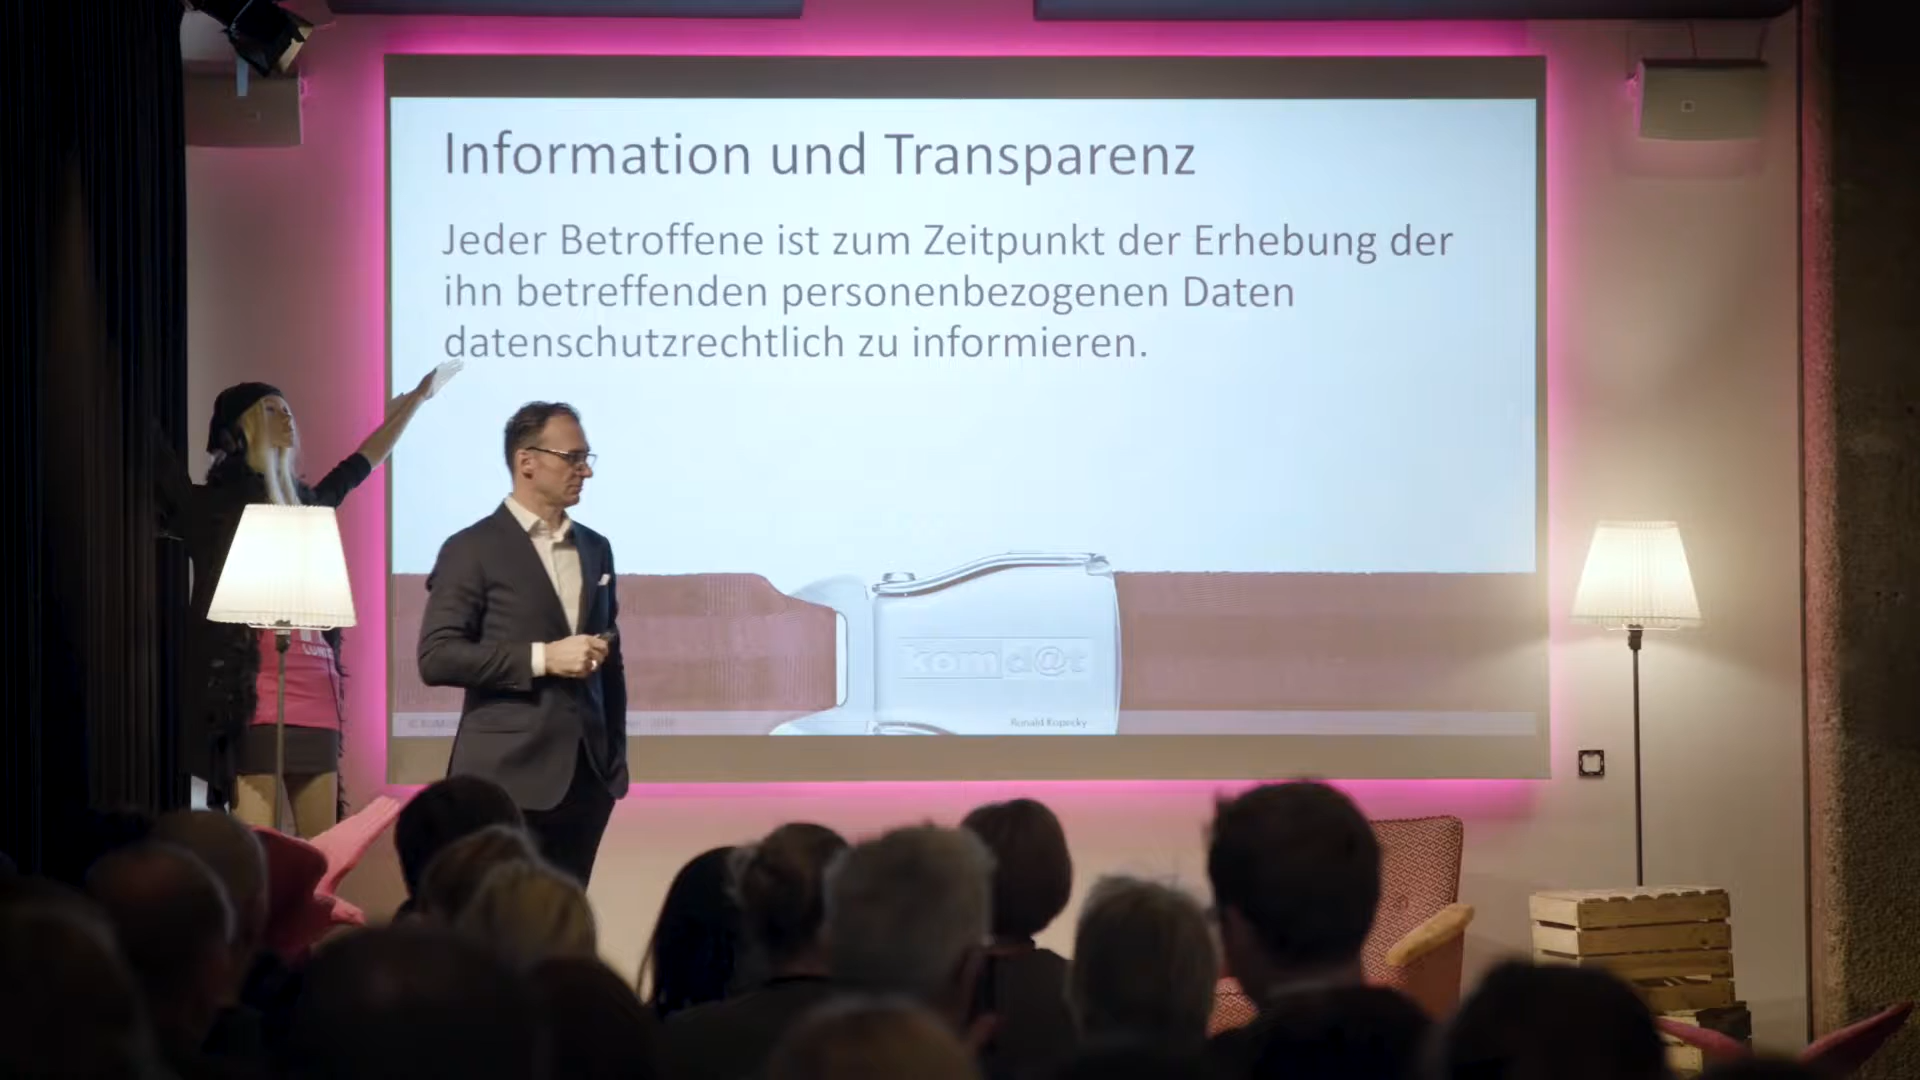 Information und Transparenz
Jeder Betroffene ist zum Zeitpunkt der Erhebung der
ihn betreffenden personenbezogenen Daten
datenschutzrechtlich zu informieren.
komd@t
Ronald Kopecky